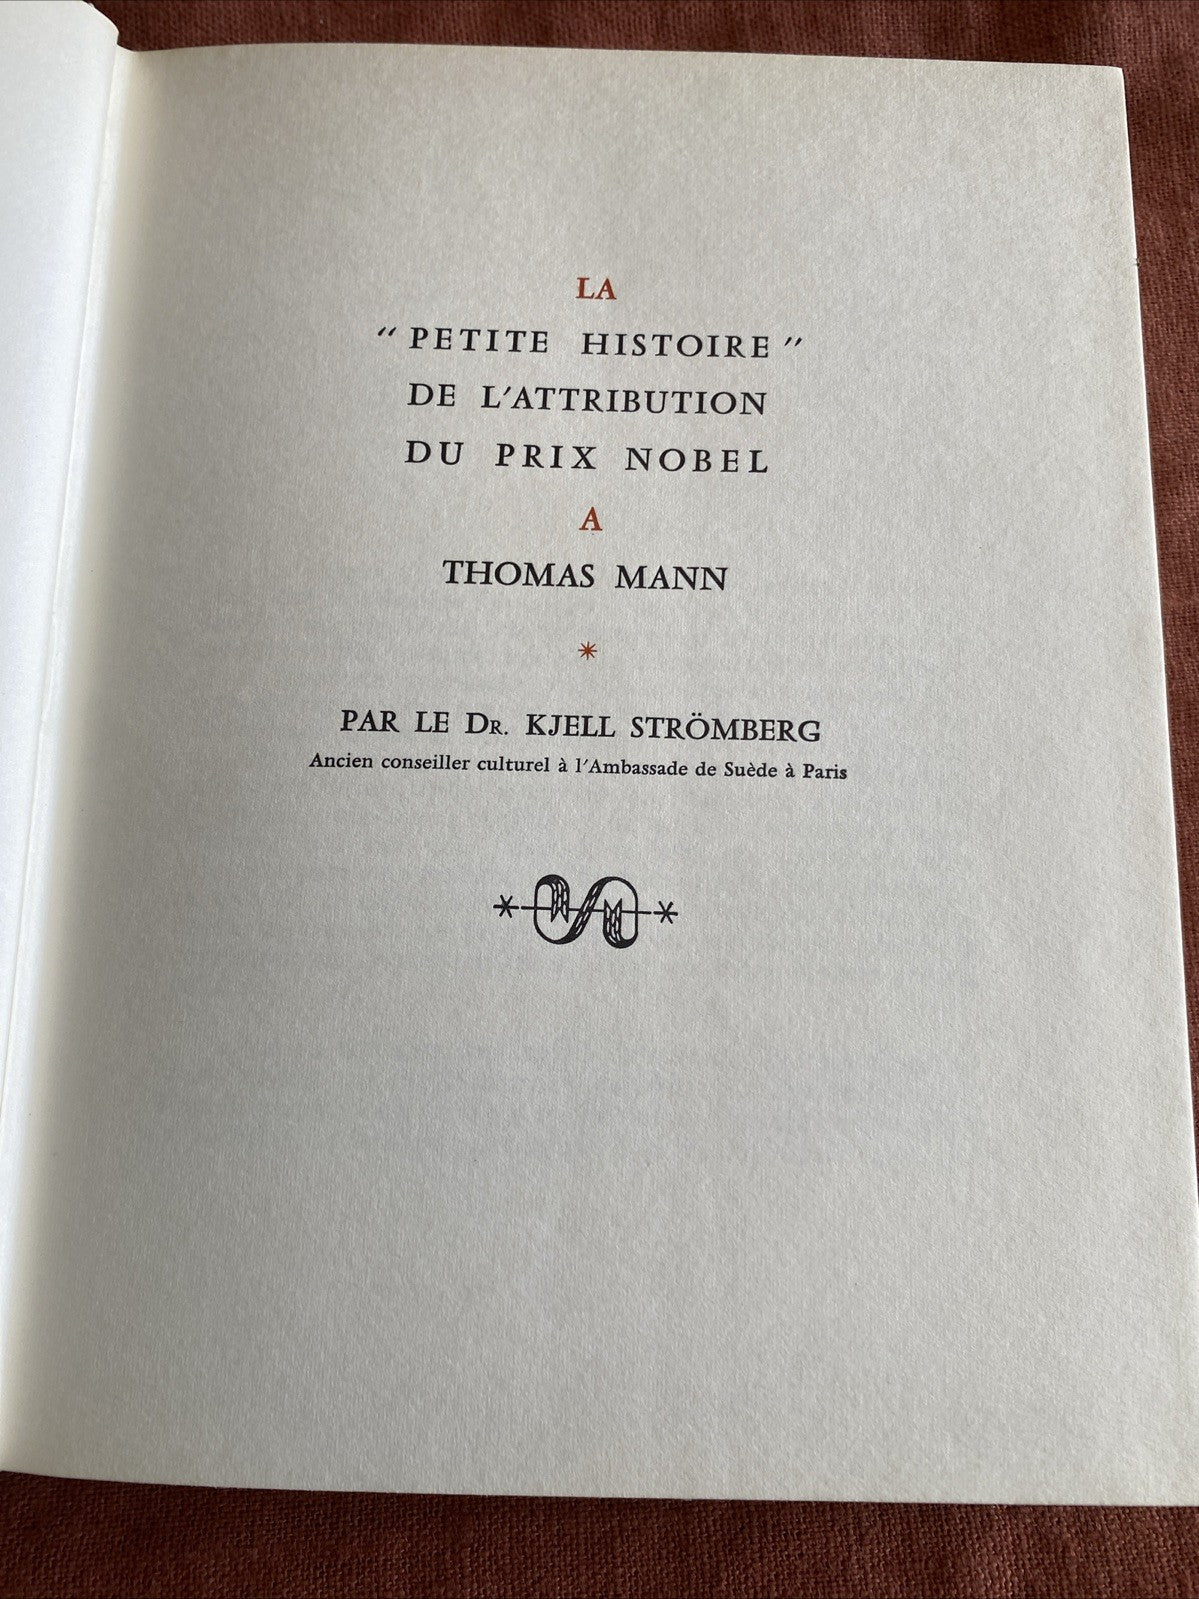 LA
“PETITE HISTOIRE”
DE L'ATTRIBUTION
DU PRIX NOBEL
A
THOMAS MANN
*
PAR LE DR. KJELL STRÖMBERG
Ancien conseiller culturel à l'Ambassade de Suède à Paris